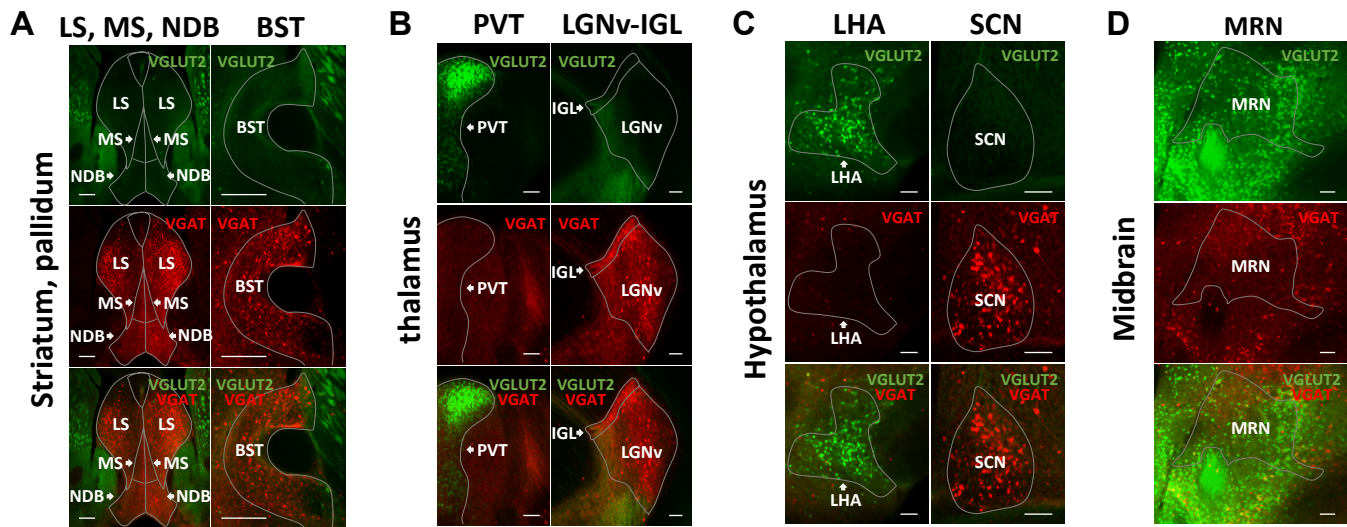 A
LS, MS, NDB
BST
Striatum, pallidum
VGLUT2
LS
LS
MS
MS
NDB
NDB
VGLUT2
BST
VGAT
LS
LS
MS
MS
NDB
NDB
VGAT
BST
VGLUT2
VGAT
LS
LS
MS
MS
NDB
NDB
VGLUT2
VGAT
BST
B
PVT
LGNv-IGL
thalamus
VGLUT2
PVT
VGLUT2
IGL
LGNv
VGAT
PVT
VGAT
IGL
LGNv
VGLUT2
VGAT
PVT
VGLUT2
VGAT
IGL
LGNv
C
LHA
SCN
Hypothalamus
VGLUT2
LHA
VGLUT2
SCN
VGAT
LHA
VGAT
SCN
VGLUT2
VGAT
LHA
VGLUT2
VGAT
SCN
D
MRN
Midbrain
VGLUT2
MRN
VGAT
MRN
VGLUT2
VGAT
MRN